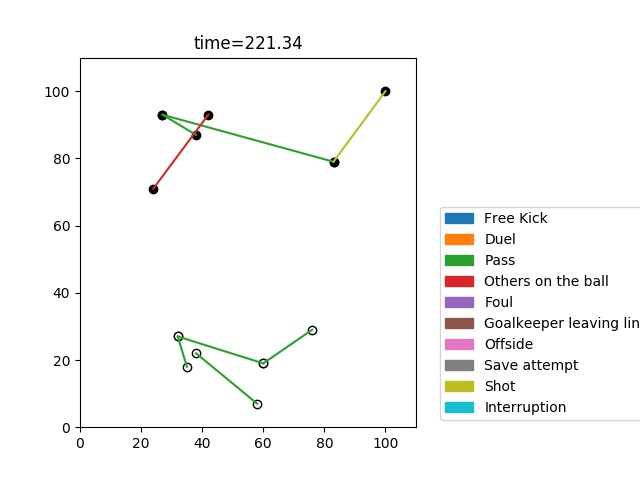 time=221.34
100
80
60
40
20
0
0 20 40 60 80 100
Free Kick
Duel
Pass
Others on the ball
Foul
Goalkeeper leaving lin
Offside
Save attempt
Shot
Interruption